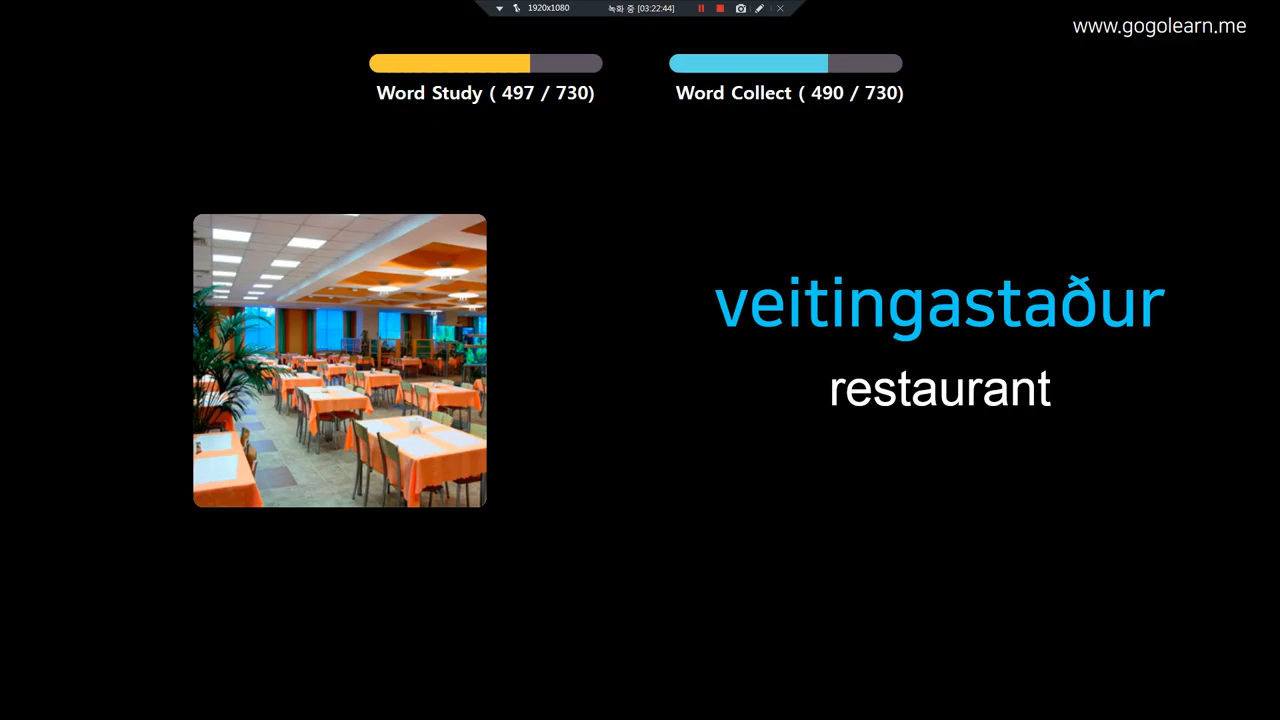 1920x1080 녹화 중 [03:22:44]
www.gogolearn.me
Word Study ( 497 / 730)
Word Collect ( 490 / 730)
veitingastaður
restaurant